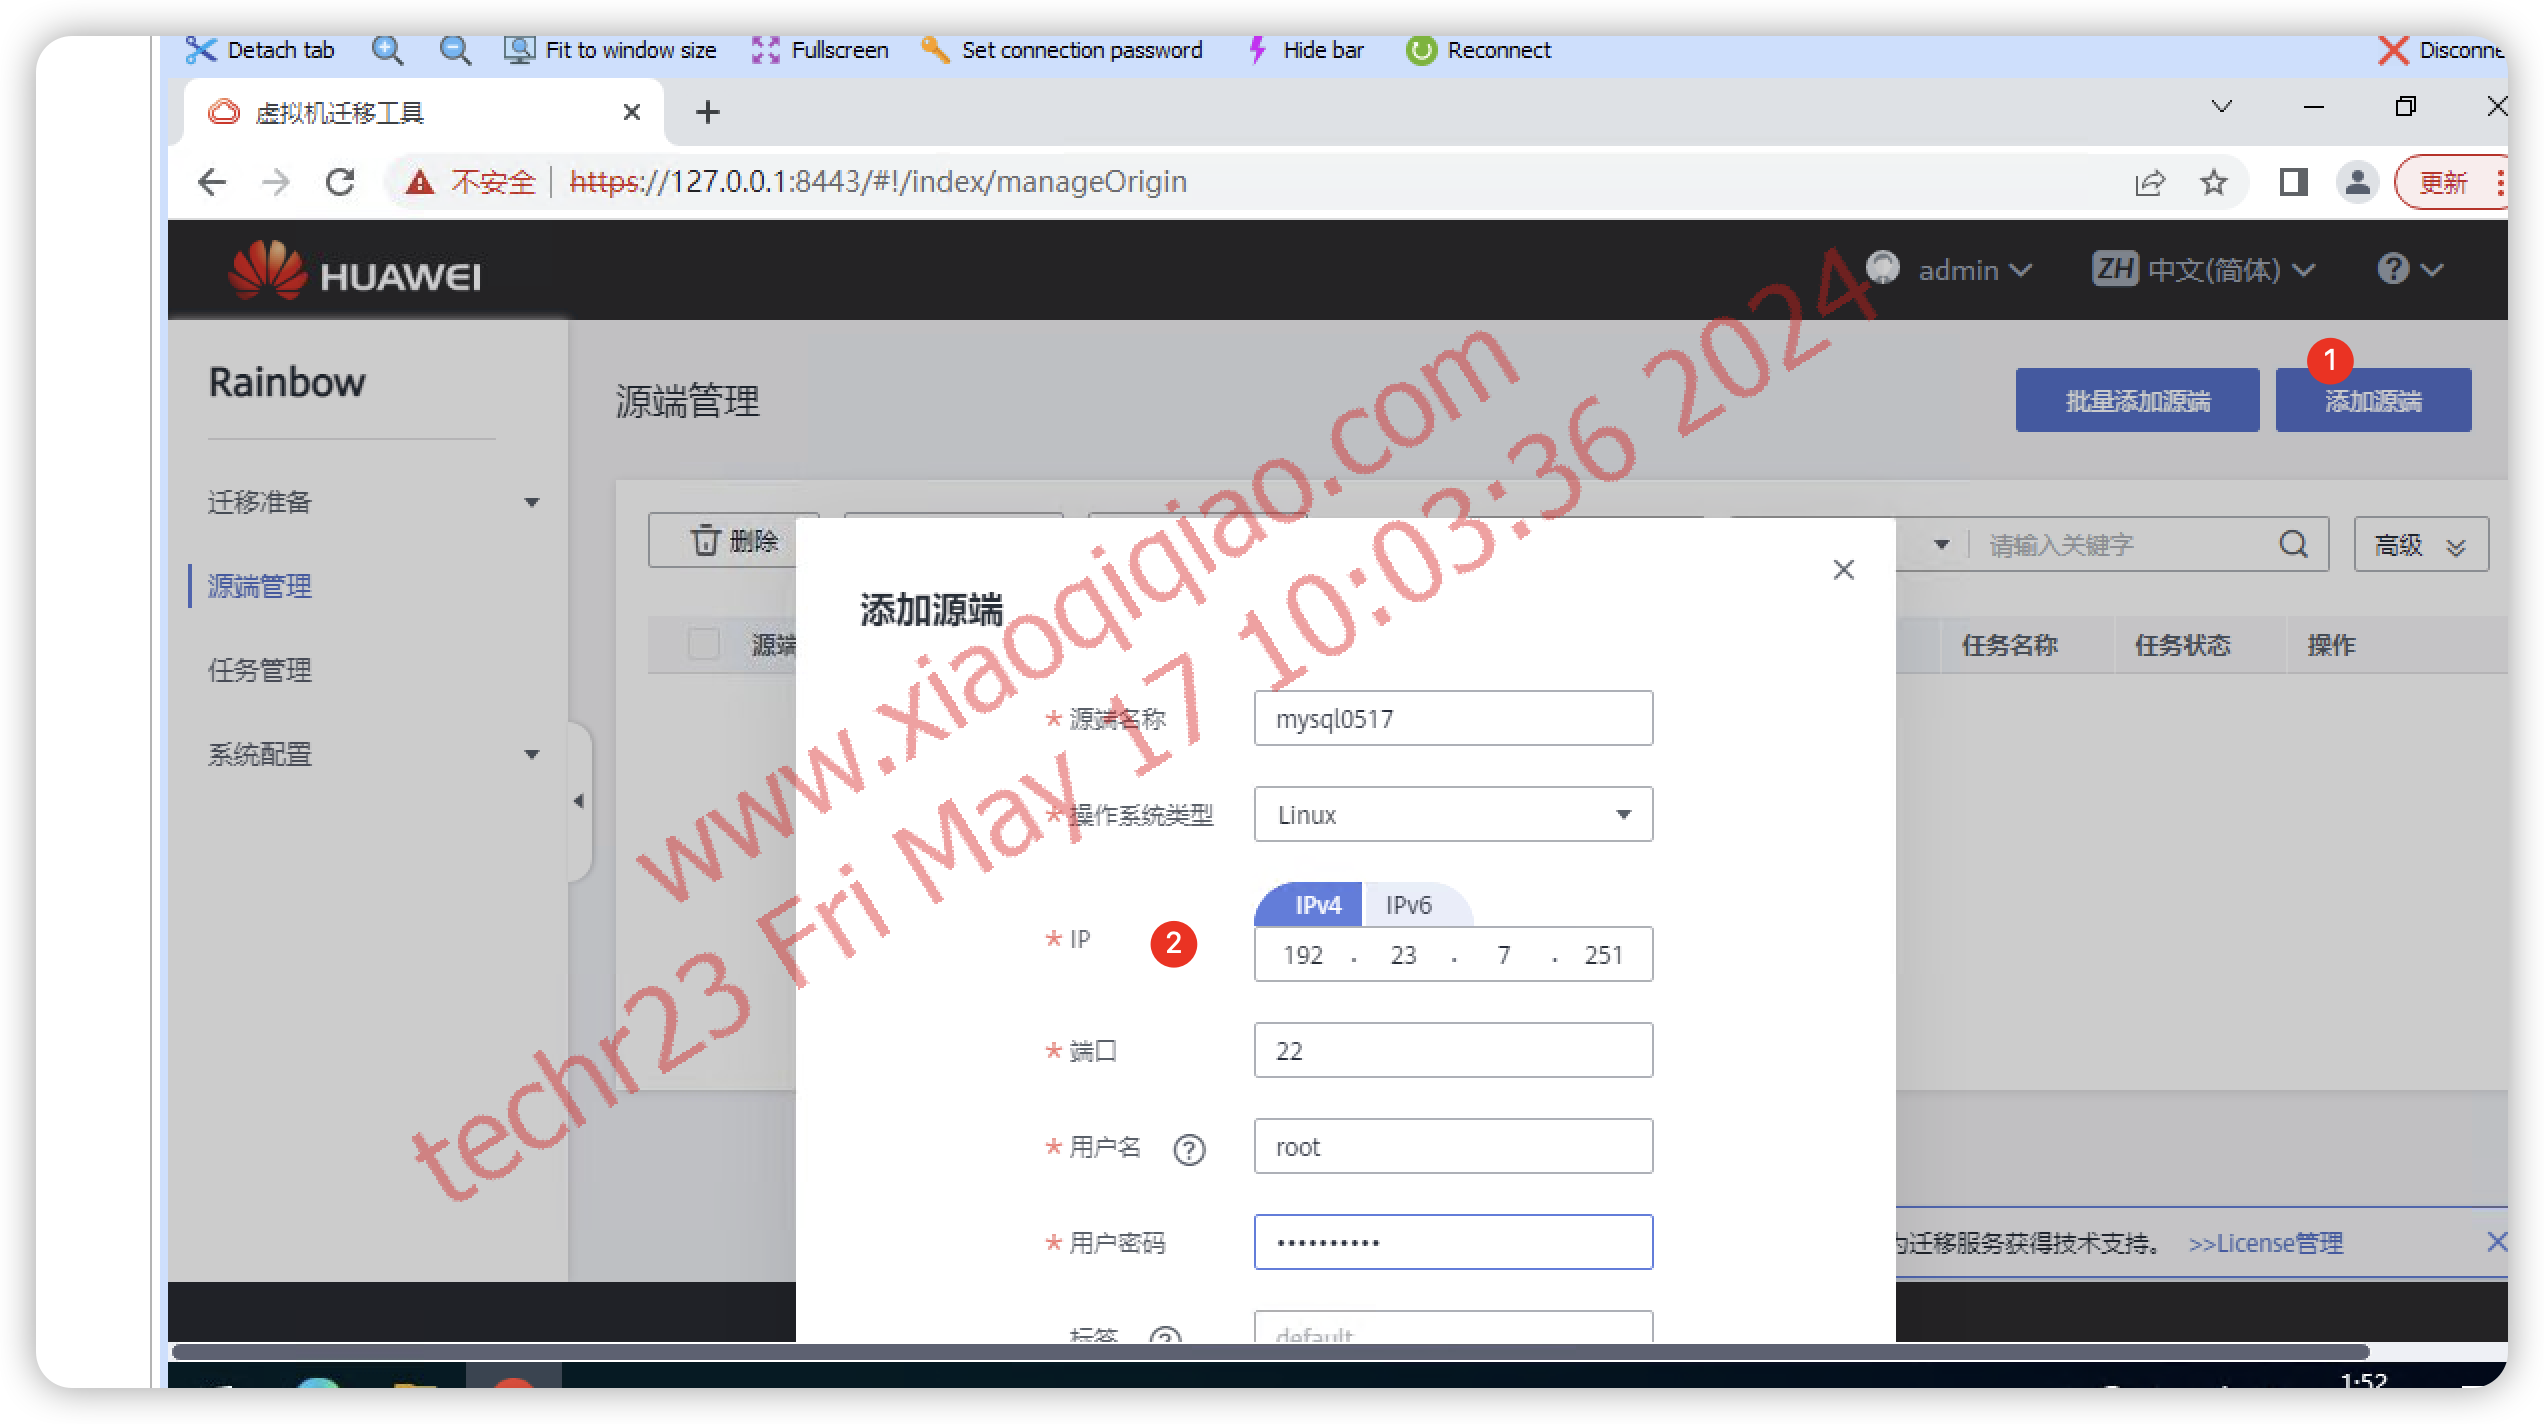 Detach tab Fit to window size Fullscreen Set connection password Hide bar Reconnect
虚拟机迁移工具
不安全 https://127.0.0.1:8443/#!/index/manageOrigin 更新
HUAWEI admin ZH 中文(简体)
Rainbow
源端管理 批量添加源端 添加源端 1
迁移准备
删除 请输入关键字 高级
源端管理
添加源端
源端 任务名称 任务状态 操作
任务管理
* 源端名称 mysql0517
系统配置
* 操作系统类型 Linux
IPv4 IPv6
* IP 2 192 . 23 . 7 . 251
* 端口 22
* 用户名 root
* 用户密码 ••••••••••
迁移服务获得技术支持。 >>License管理
标签 default
1:52
www.xiaoqiqiao.com
techr23 Fri May 17 10:03:36 2024